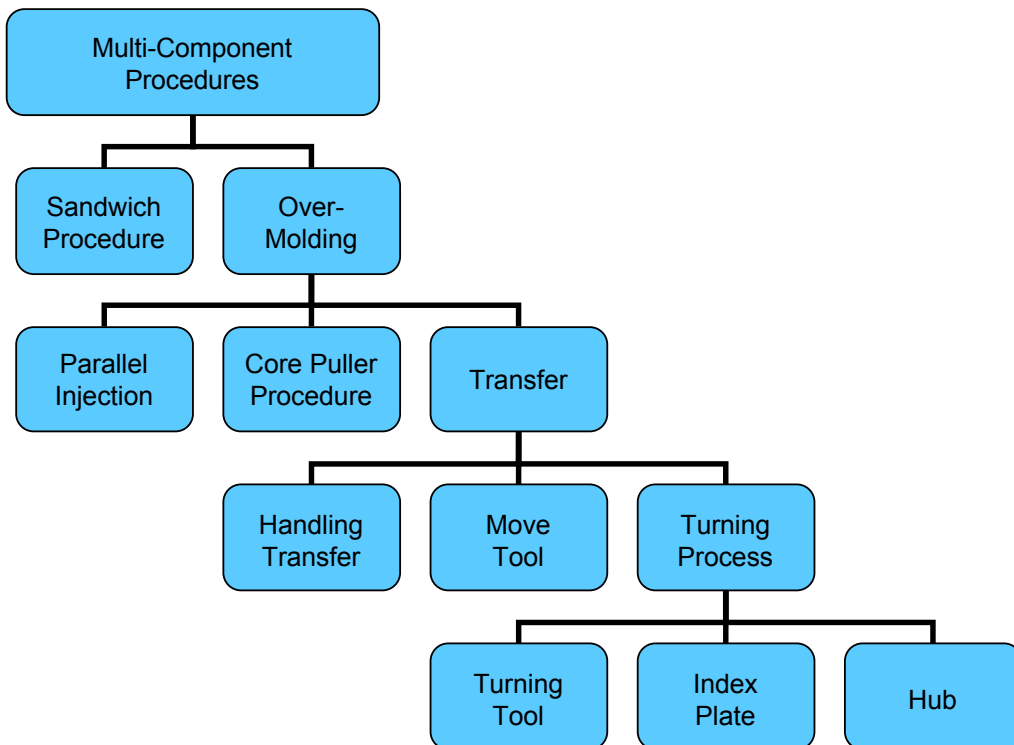 Multi-Component
Procedures
Sandwich
Procedure
Over-
Molding
Parallel
Injection
Core Puller
Procedure
Transfer
Handling
Transfer
Move
Tool
Turning
Process
Turning
Tool
Index
Plate
Hub